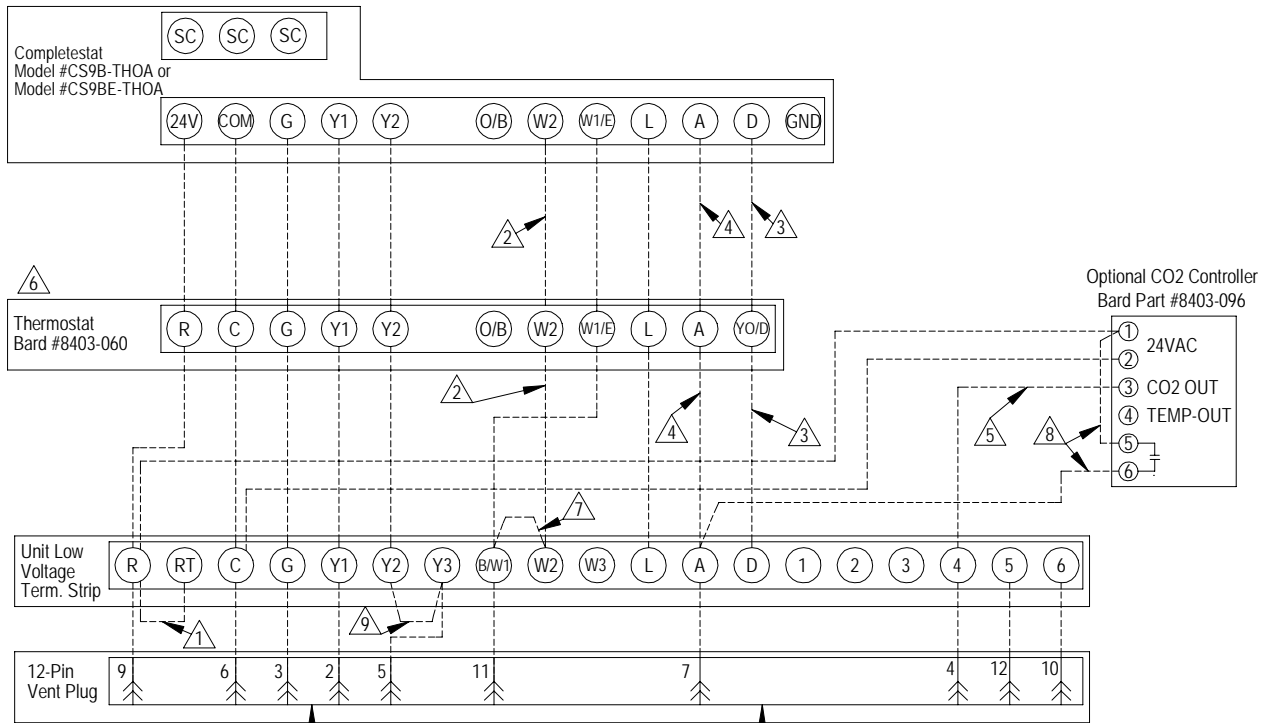 SC SC SC
Completestat
Model #CS9B-THOA or
Model #CS9BE-THOA
24V COM G Y1 Y2 O/B W2 W1/E L A D GND
2 4 3
6
Optional CO2 Controller
Bard Part #8403-096
Thermostat
Bard #8403-060
R C G Y1 Y2 O/B W2 W1/E L A YO/D
1
24VAC
2
3 CO2 OUT
4 TEMP-OUT
5
6
2 4 3 5 8
7
Unit Low
Voltage
Term. Strip
R RT C G Y1 Y2 Y3 B/W1 W2 W3 L A D 1 2 3 4 5 6
1 9
12-Pin
Vent Plug
9 6 3 2 5 11 7 4 12 10